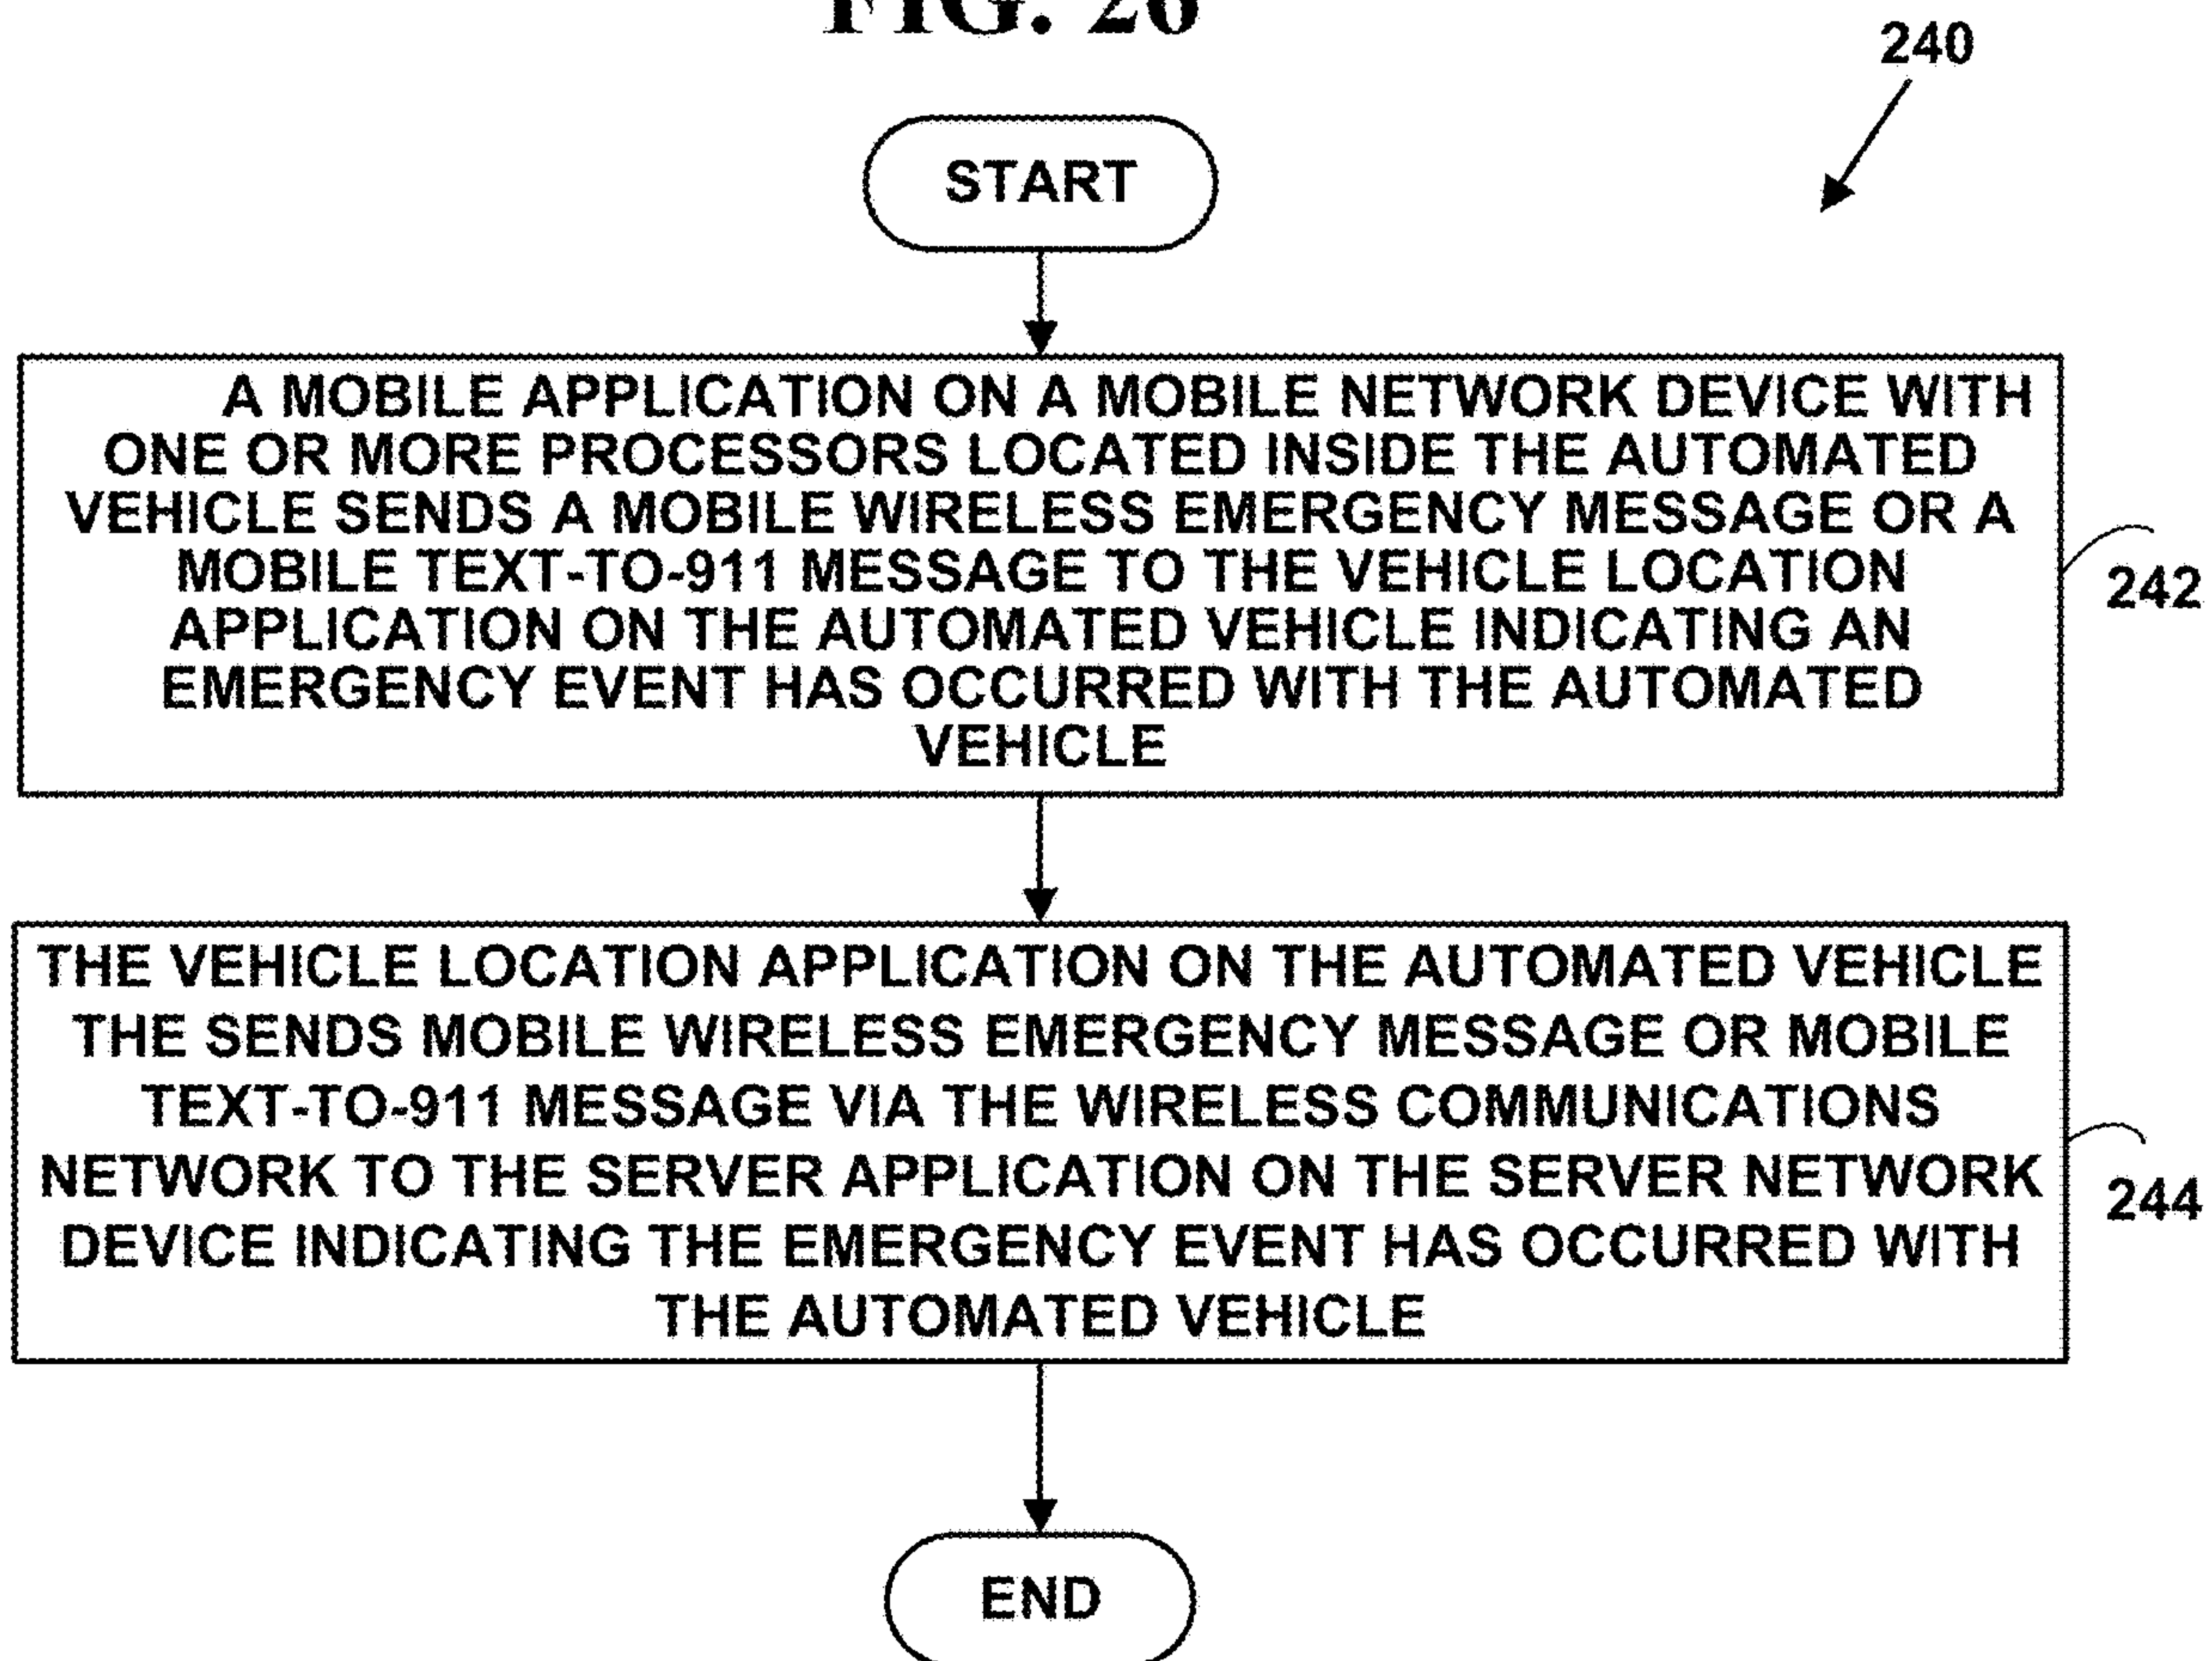 FIG. 26
240
START
A MOBILE APPLICATION ON A MOBILE NETWORK DEVICE WITH
ONE OR MORE PROCESSORS LOCATED INSIDE THE AUTOMATED
VEHICLE SENDS A MOBILE WIRELESS EMERGENCY MESSAGE OR A
MOBILE TEXT-TO-911 MESSAGE TO THE VEHICLE LOCATION
APPLICATION ON THE AUTOMATED VEHICLE INDICATING AN
EMERGENCY EVENT HAS OCCURRED WITH THE AUTOMATED
VEHICLE
242
THE VEHICLE LOCATION APPLICATION ON THE AUTOMATED VEHICLE
THE SENDS MOBILE WIRELESS EMERGENCY MESSAGE OR MOBILE
TEXT-TO-911 MESSAGE VIA THE WIRELESS COMMUNICATIONS
NETWORK TO THE SERVER APPLICATION ON THE SERVER NETWORK
DEVICE INDICATING THE EMERGENCY EVENT HAS OCCURRED WITH
THE AUTOMATED VEHICLE
244
END